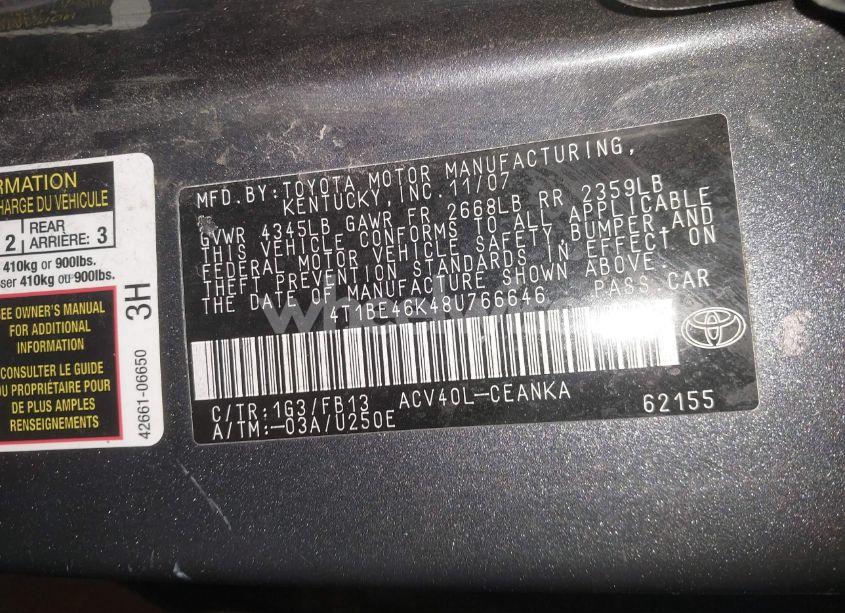 RMATION
CHARGE DU VÉHICULE
2 REAR ARRIÈRE: 3
410kg or 900lbs.
ser 410kg ou 900lbs.
SEE OWNER'S MANUAL
FOR ADDITIONAL
INFORMATION
CONSULTER LE GUIDE
DU PROPRIÉTAIRE POUR
DE PLUS AMPLES
RENSEIGNEMENTS
3H
42661-06650
MFD.BY:TOYOTA MOTOR MANUFACTURING,
KENTUCKY,INC.11/07
GVWR 4345LB GAWR FR 2668LB RR 2359LB
THIS VEHICLE CONFORMS TO ALL APPLICABLE
FEDERAL MOTOR VEHICLE SAFETY,BUMPER,AND
THEFT PREVENTION STANDARDS IN EFFECT ON
THE DATE OF MANUFACTURE SHOWN ABOVE.
4T1BE46K48U766646 PASS.CAR
C/TR:1G3/FB13 ACV40L-CEANKA
A/TM:-03A/U250E 62155